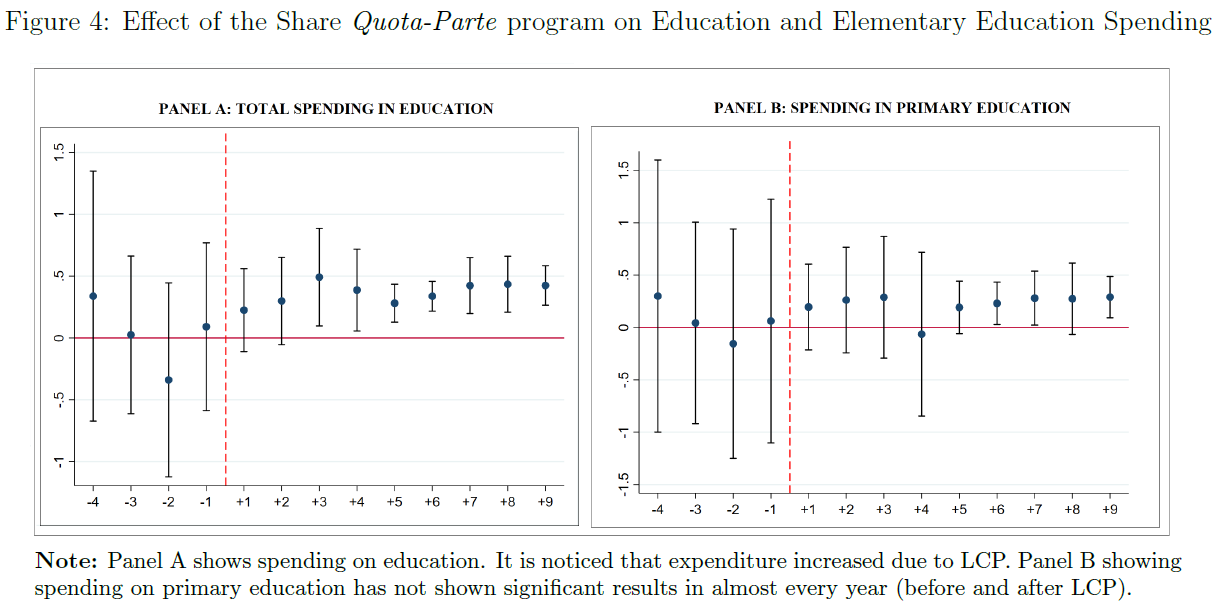 Figure 4: Effect of the Share Quota-Parte program on Education and Elementary Education Spending
PANEL A: TOTAL SPENDING IN EDUCATION
1.5
1
.5
0
-.5
-1
-4 -3 -2 -1 +1 +2 +3 +4 +5 +6 +7 +8 +9
PANEL B: SPENDING IN PRIMARY EDUCATION
1.5
1
.5
0
-.5
-1
-1.5
-4 -3 -2 -1 +1 +2 +3 +4 +5 +6 +7 +8 +9
Note: Panel A shows spending on education. It is noticed that expenditure increased due to LCP. Panel B showing
spending on primary education has not shown significant results in almost every year (before and after LCP).